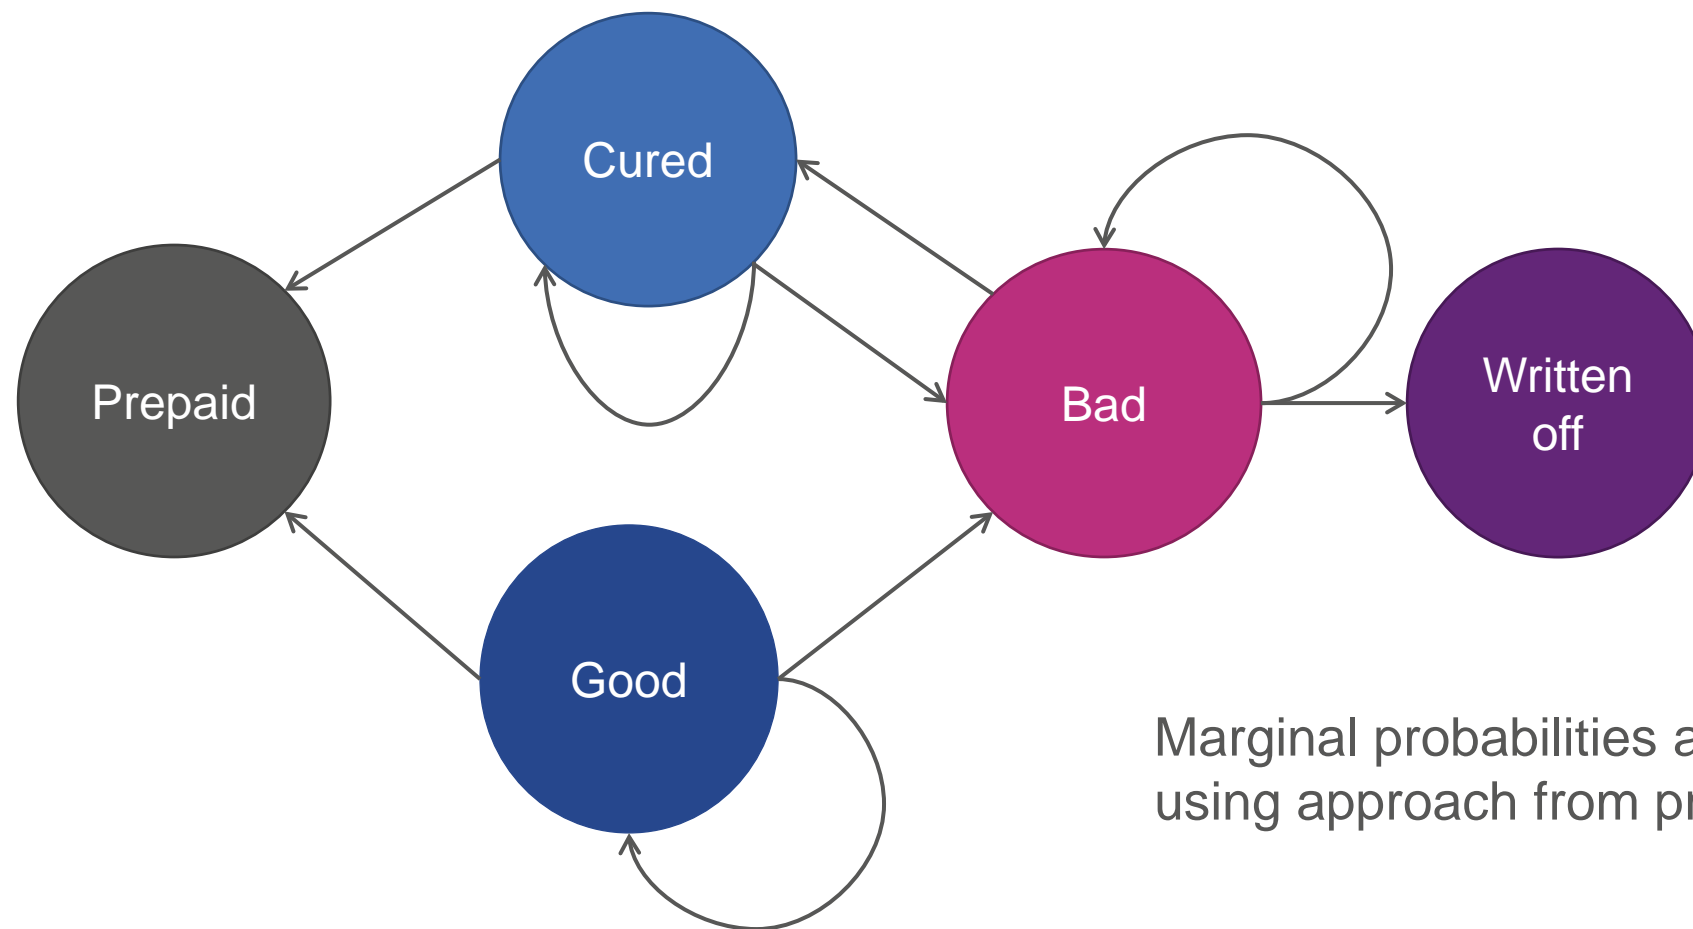 Cured
Prepaid
Bad
Written
off
Good
Marginal probabilities
using approach from